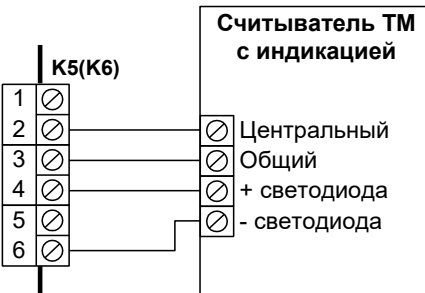 Считыватель ТМ
с индикацией
K5(K6)
1
2
Центральный
3
Общий
4
+ светодиода
5
- светодиода
6